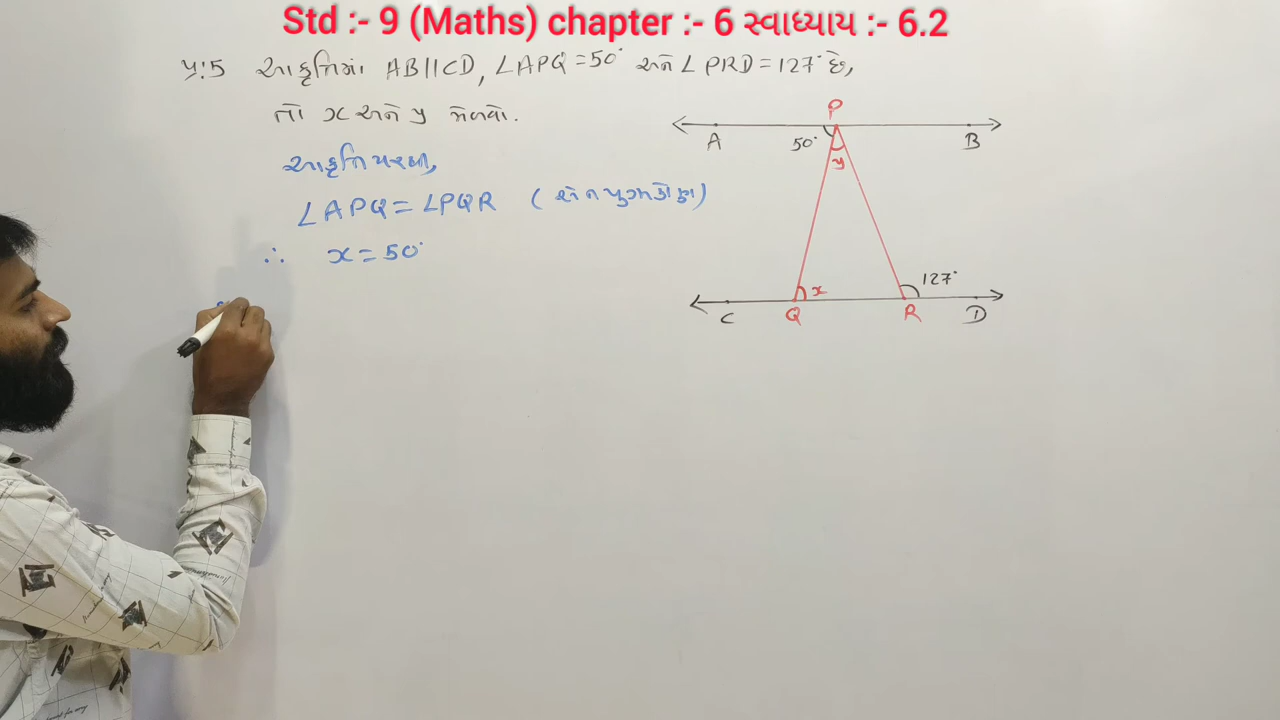 Std :- 9 (Maths) chapter :- 6 સ્વાધ્યાય :- 6.2
પ્ર:5 આકૃતિમાં AB||CD, ∠APQ=50° અને ∠PRD=127° છે,
તો x અને y મેળવો.
આકૃતિ પરથી,
∠APQ=∠PQR (અંત યુગ્મકોણ)
∴ x=50°
P
A 50° B
y
127°
x
C Q R D